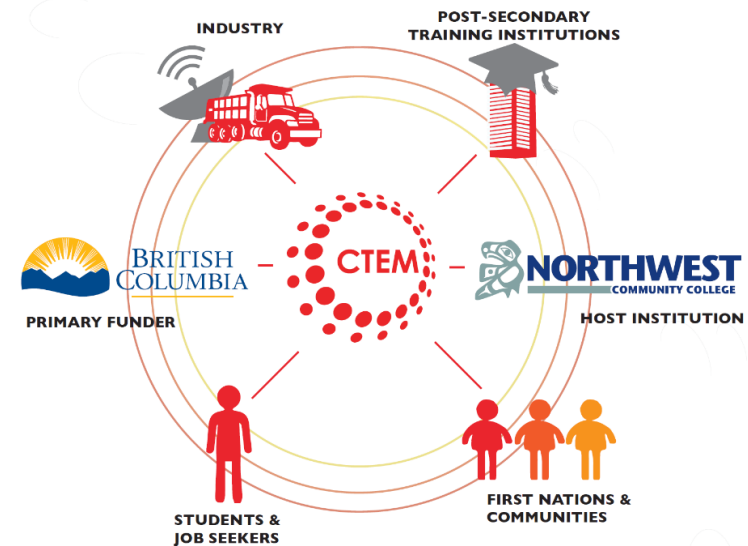 INDUSTRY
POST-SECONDARY
TRAINING INSTITUTIONS
BRITISH
COLUMBIA
PRIMARY FUNDER
CTEM
NORTHWEST
COMMUNITY COLLEGE
HOST INSTITUTION
STUDENTS &
JOB SEEKERS
FIRST NATIONS &
COMMUNITIES